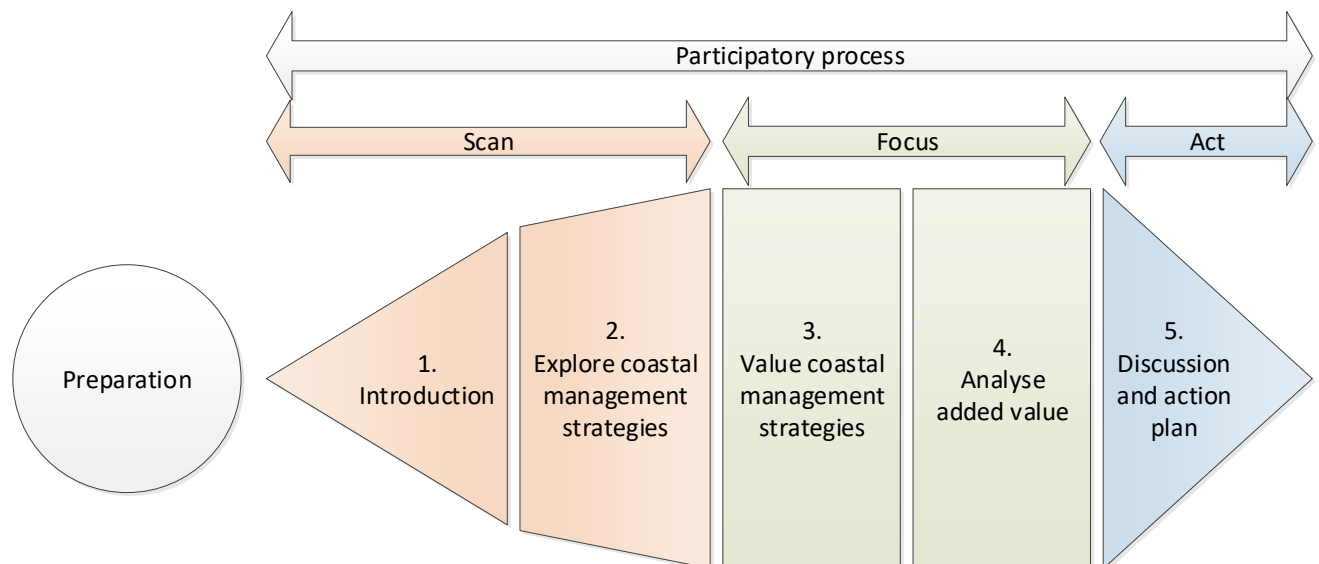 Participatory process
Scan
Focus
Act
Preparation
1.
Introduction
2.
Explore coastal
management
strategies
3.
Value coastal
management
strategies
4.
Analyse
added value
5.
Discussion
and action
plan